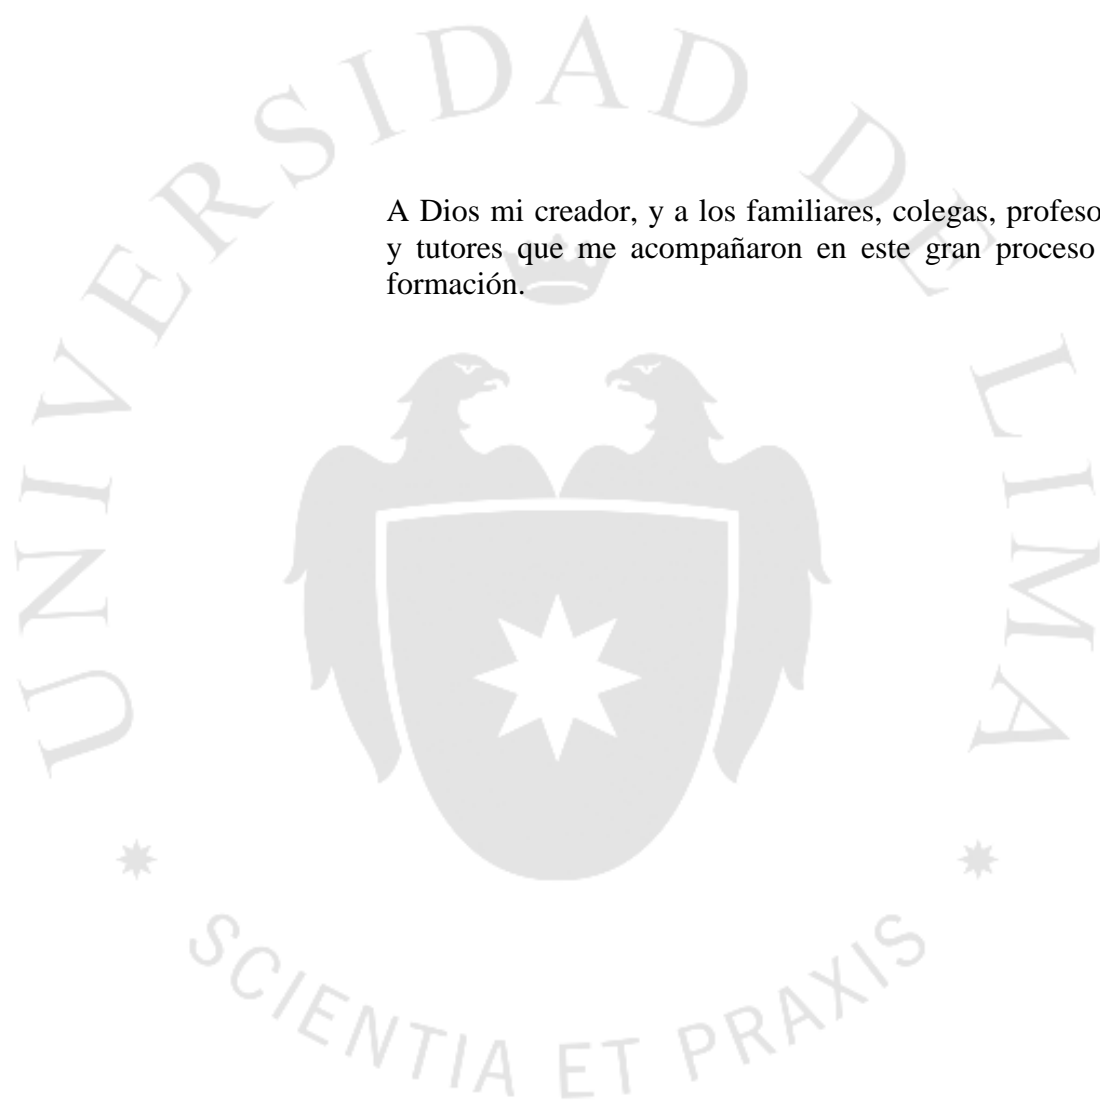 UNIVERSIDAD DE LIMA
A Dios mi creador, y a los familiares, colegas, profeso
y tutores que me acompañaron en este gran proceso
formación.
SCIENTIA ET PRAXIS